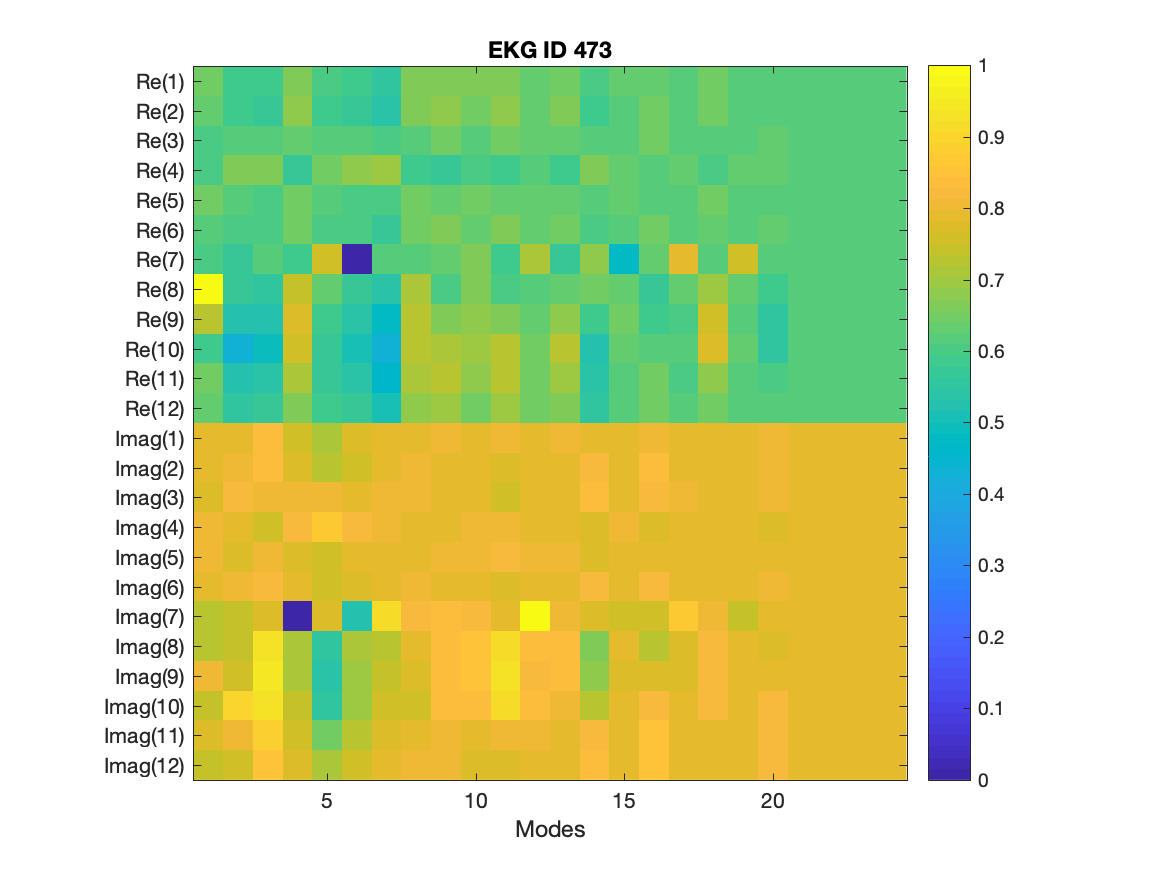 EKG ID 473
Re(1)
Re(2)
Re(3)
Re(4)
Re(5)
Re(6)
Re(7)
Re(8)
Re(9)
Re(10)
Re(11)
Re(12)
Imag(1)
Imag(2)
Imag(3)
Imag(4)
Imag(5)
Imag(6)
Imag(7)
Imag(8)
Imag(9)
Imag(10)
Imag(11)
Imag(12)
5 10 15 20
Modes
1
0.9
0.8
0.7
0.6
0.5
0.4
0.3
0.2
0.1
0